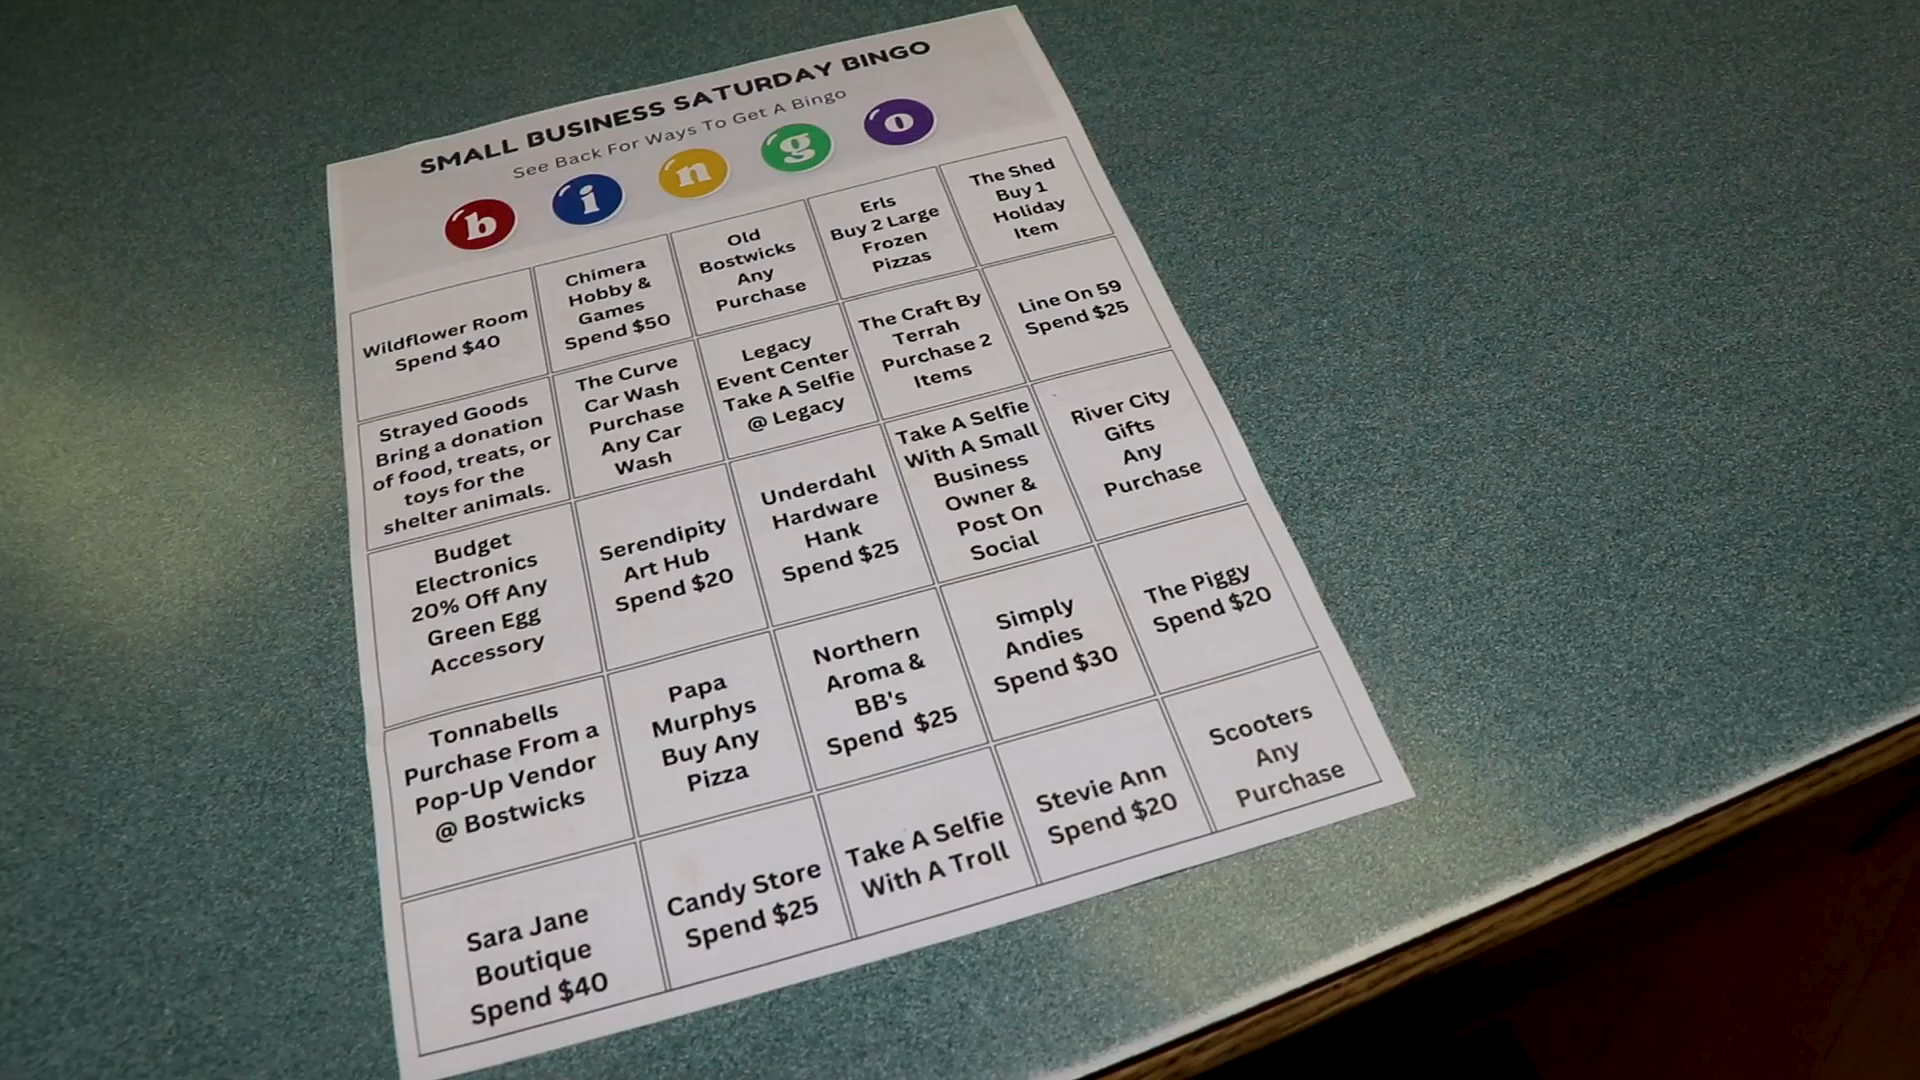 SMALL BUSINESS SATURDAY BINGO
See Back For Ways To Get A Bingo
b i n g o
Wildflower Room
Spend $40
Chimera
Hobby &
Games
Spend $50
Old
Bostwicks
Any
Purchase
Erls
Buy 2 Large
Frozen
Pizzas
The Shed
Buy 1
Holiday
Item
Strayed Goods
Bring a donation
of food, treats, or
toys for the
shelter animals.
The Curve
Car Wash
Purchase
Any Car
Wash
Legacy
Event Center
Take A Selfie
@ Legacy
The Craft By
Terrah
Purchase 2
Items
Line On 59
Spend $25
Budget
Electronics
20% Off Any
Green Egg
Accessory
Serendipity
Art Hub
Spend $20
Underdahl
Hardware
Hank
Spend $25
Take A Selfie
With A Small
Business
Owner &
Post On
Social
River City
Gifts
Any
Purchase
Tonnabells
Purchase From a
Pop-Up Vendor
@ Bostwicks
Papa
Murphys
Buy Any
Pizza
Northern
Aroma &
BB's
Spend $25
Simply
Andies
Spend $30
The Piggy
Spend $20
Sara Jane
Boutique
Spend $40
Candy Store
Spend $25
Take A Selfie
With A Troll
Stevie Ann
Spend $20
Scooters
Any
Purchase